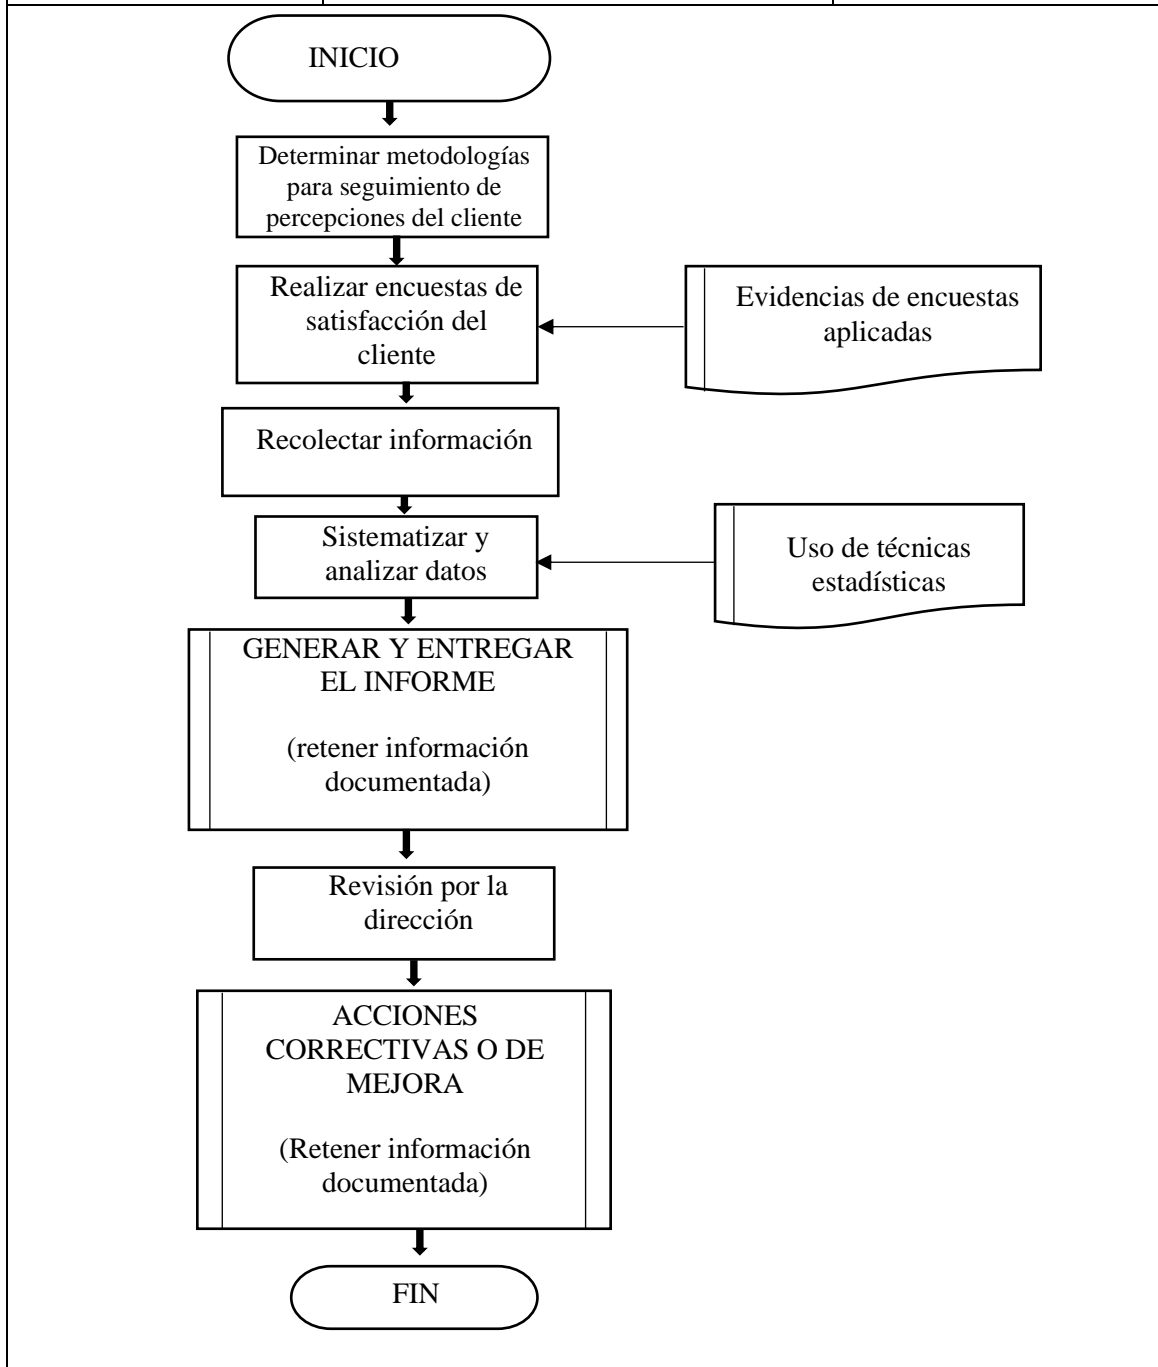 INICIO
Determinar metodologías
para seguimiento de
percepciones del cliente
Realizar encuestas de
satisfacción del
cliente
Evidencias de encuestas
aplicadas
Recolectar información
Sistematizar y
analizar datos
Uso de técnicas
estadísticas
GENERAR Y ENTREGAR
EL INFORME
(retener información
documentada)
Revisión por la
dirección
ACCIONES
CORRECTIVAS O DE
MEJORA
(Retener información
documentada)
FIN